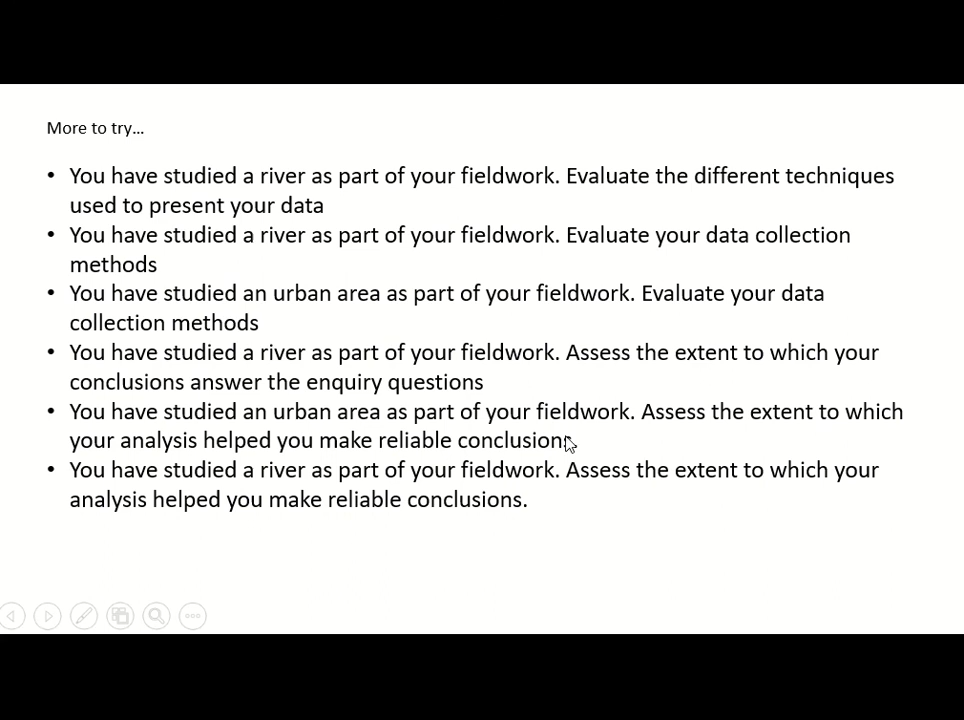 More to try...
• You have studied a river as part of your fieldwork. Evaluate the different techniques
used to present your data
• You have studied a river as part of your fieldwork. Evaluate your data collection
methods
• You have studied an urban area as part of your fieldwork. Evaluate your data
collection methods
• You have studied a river as part of your fieldwork. Assess the extent to which your
conclusions answer the enquiry questions
• You have studied an urban area as part of your fieldwork. Assess the extent to which
your analysis helped you make reliable conclusions
• You have studied a river as part of your fieldwork. Assess the extent to which your
analysis helped you make reliable conclusions.